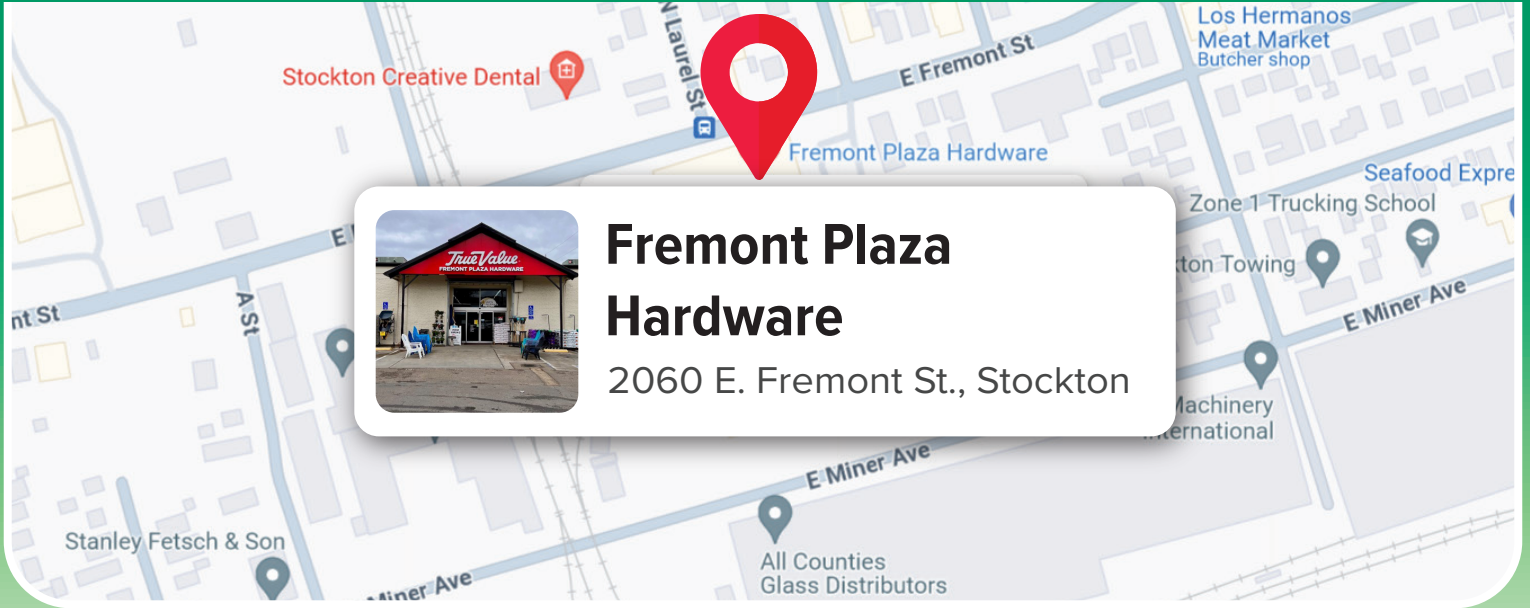 Los Hermanos
Meat Market
Butcher shop
N Laurel St
E Fremont St
Stockton Creative Dental
Fremont Plaza Hardware
Seafood Expre
Zone 1 Trucking School
E
kton Towing
nt St
A St
E Miner Ave
True Value
FREMONT PLAZA HARDWARE
Fremont Plaza
Hardware
2060 E. Fremont St., Stockton
Machinery
International
E Miner Ave
Stanley Fetsch & Son
All Counties
Glass Distributors
Miner Ave